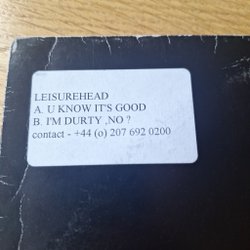 LEISUREHEAD
A. U KNOW IT'S GOOD
B. I'M DURTY ,NO ?
contact - +44 (o) 207 692 0200